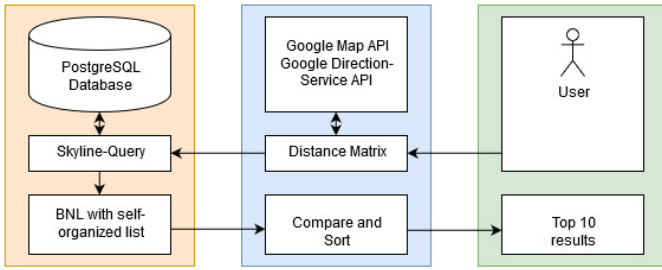 PostgreSQL
Database
Google Map API
Google Direction-
Service API
User
Skyline-Query
Distance Matrix
BNL with self-
organized list
Compare and
Sort
Top 10
results